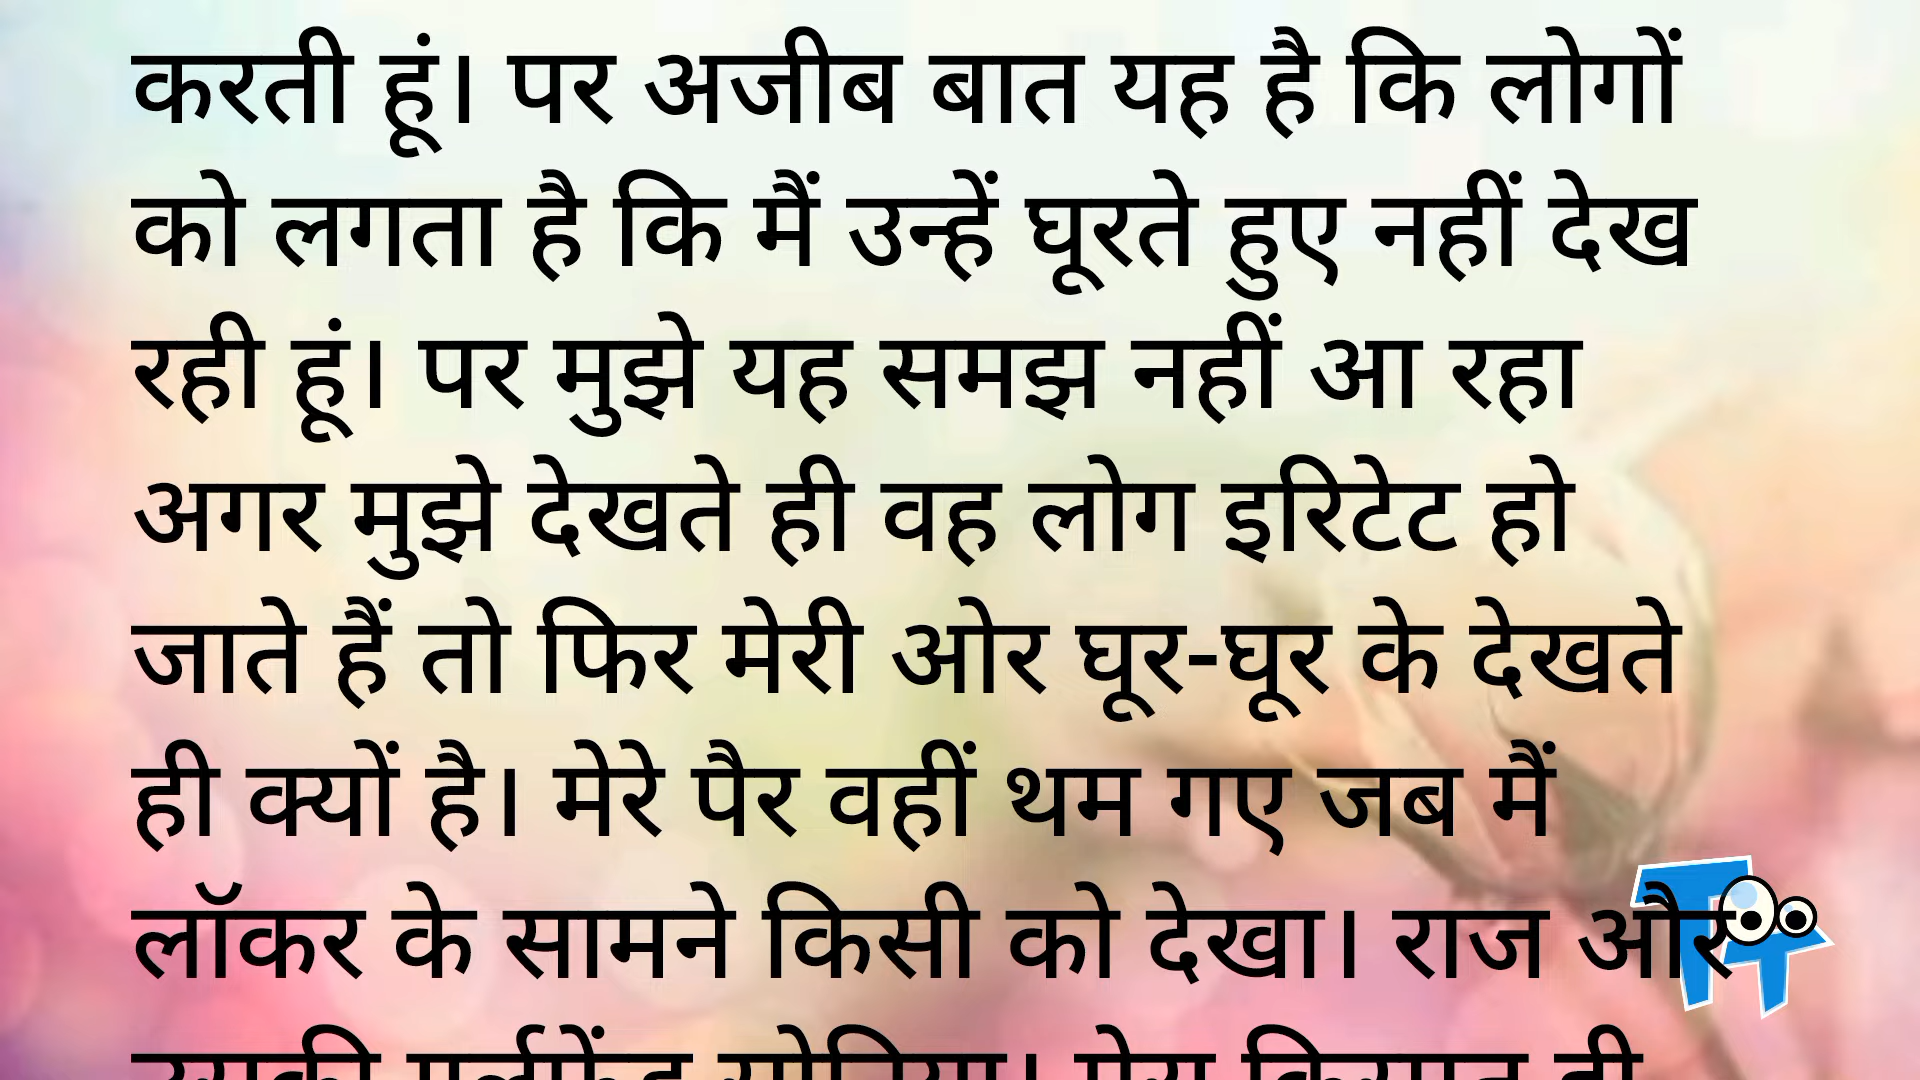 करती हूं। पर अजीब बात यह है कि लोगों
को लगता है कि मैं उन्हें घूरते हुए नहीं देख
रही हूं। पर मुझे यह समझ नहीं आ रहा
अगर मुझे देखते ही वह लोग इरिटेट हो
जाते हैं तो फिर मेरी ओर घूर-घूर के देखते
ही क्यों है। मेरे पैर वहीं थम गए जब मैं
लॉकर के सामने किसी को देखा। राज और